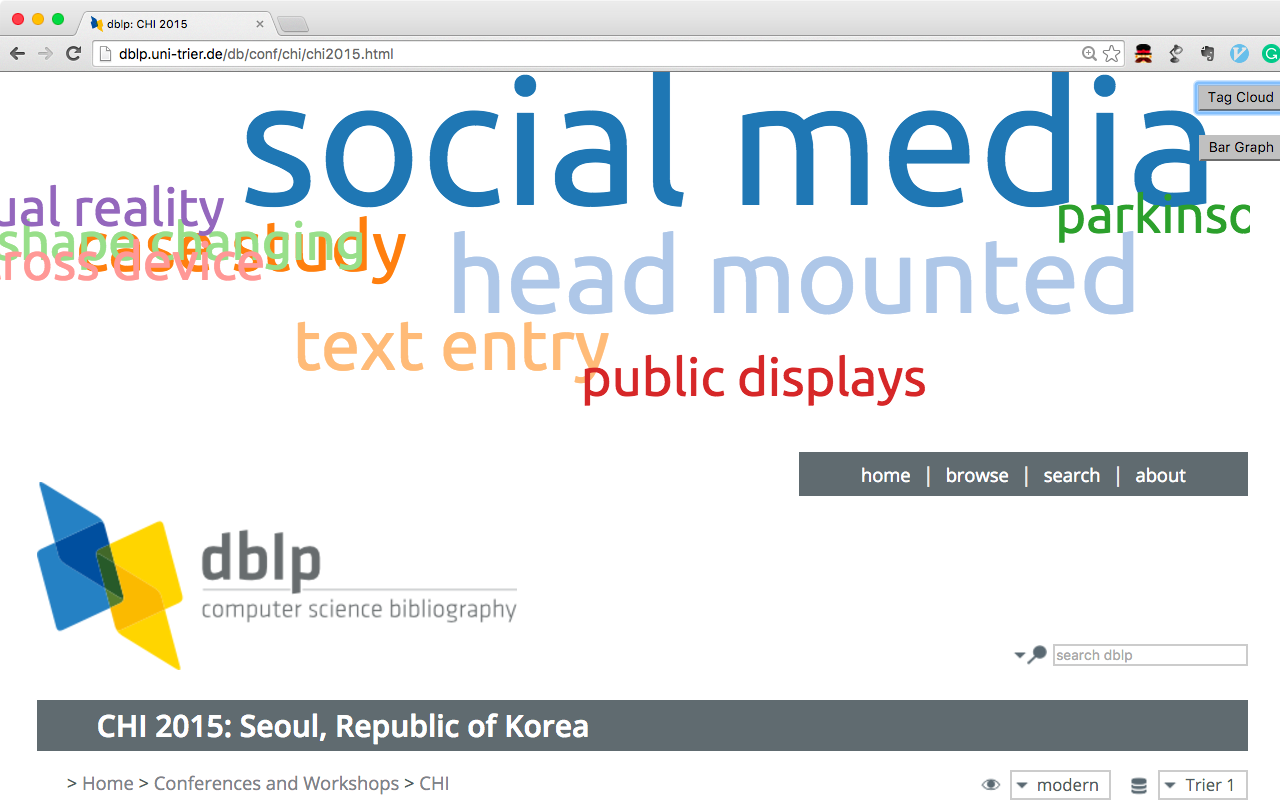 dblp: CHI 2015
dblp.uni-trier.de/db/conf/chi/chi2015.html
social media
Tag Cloud
Bar Graph
ual reality
parkinso
shape changing
case study
cross device
head mounted
text entry
public displays
home | browse | search | about
dblp
computer science bibliography
search dblp
CHI 2015: Seoul, Republic of Korea
> Home > Conferences and Workshops > CHI
modern
Trier 1